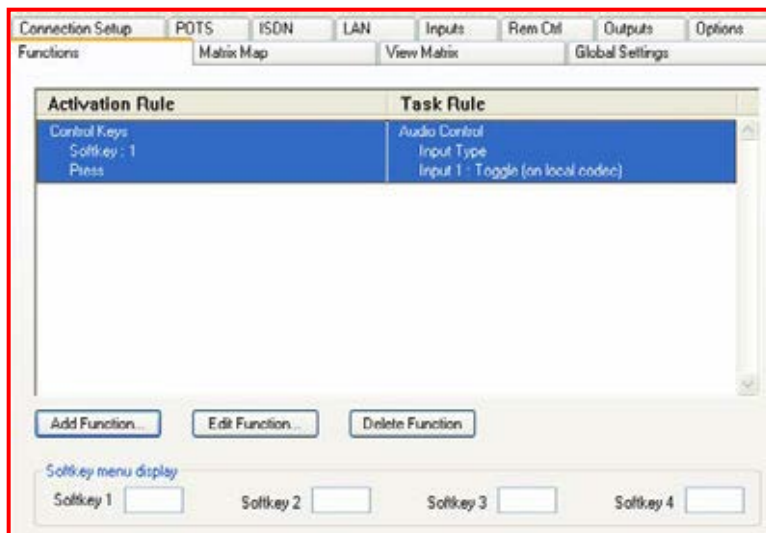 Connection Setup POTS ISDN LAN Inputs Rem Ctrl Outputs Options
Functions Matrix Map View Matrix Global Settings
Activation Rule Task Rule
Control Keys Audio Control
Softkey : 1 Input Type
Press Input 1 : Toggle (on local codec)
Add Function... Edit Function... Delete Function
Softkey menu display
Softkey 1 Softkey 2 Softkey 3 Softkey 4